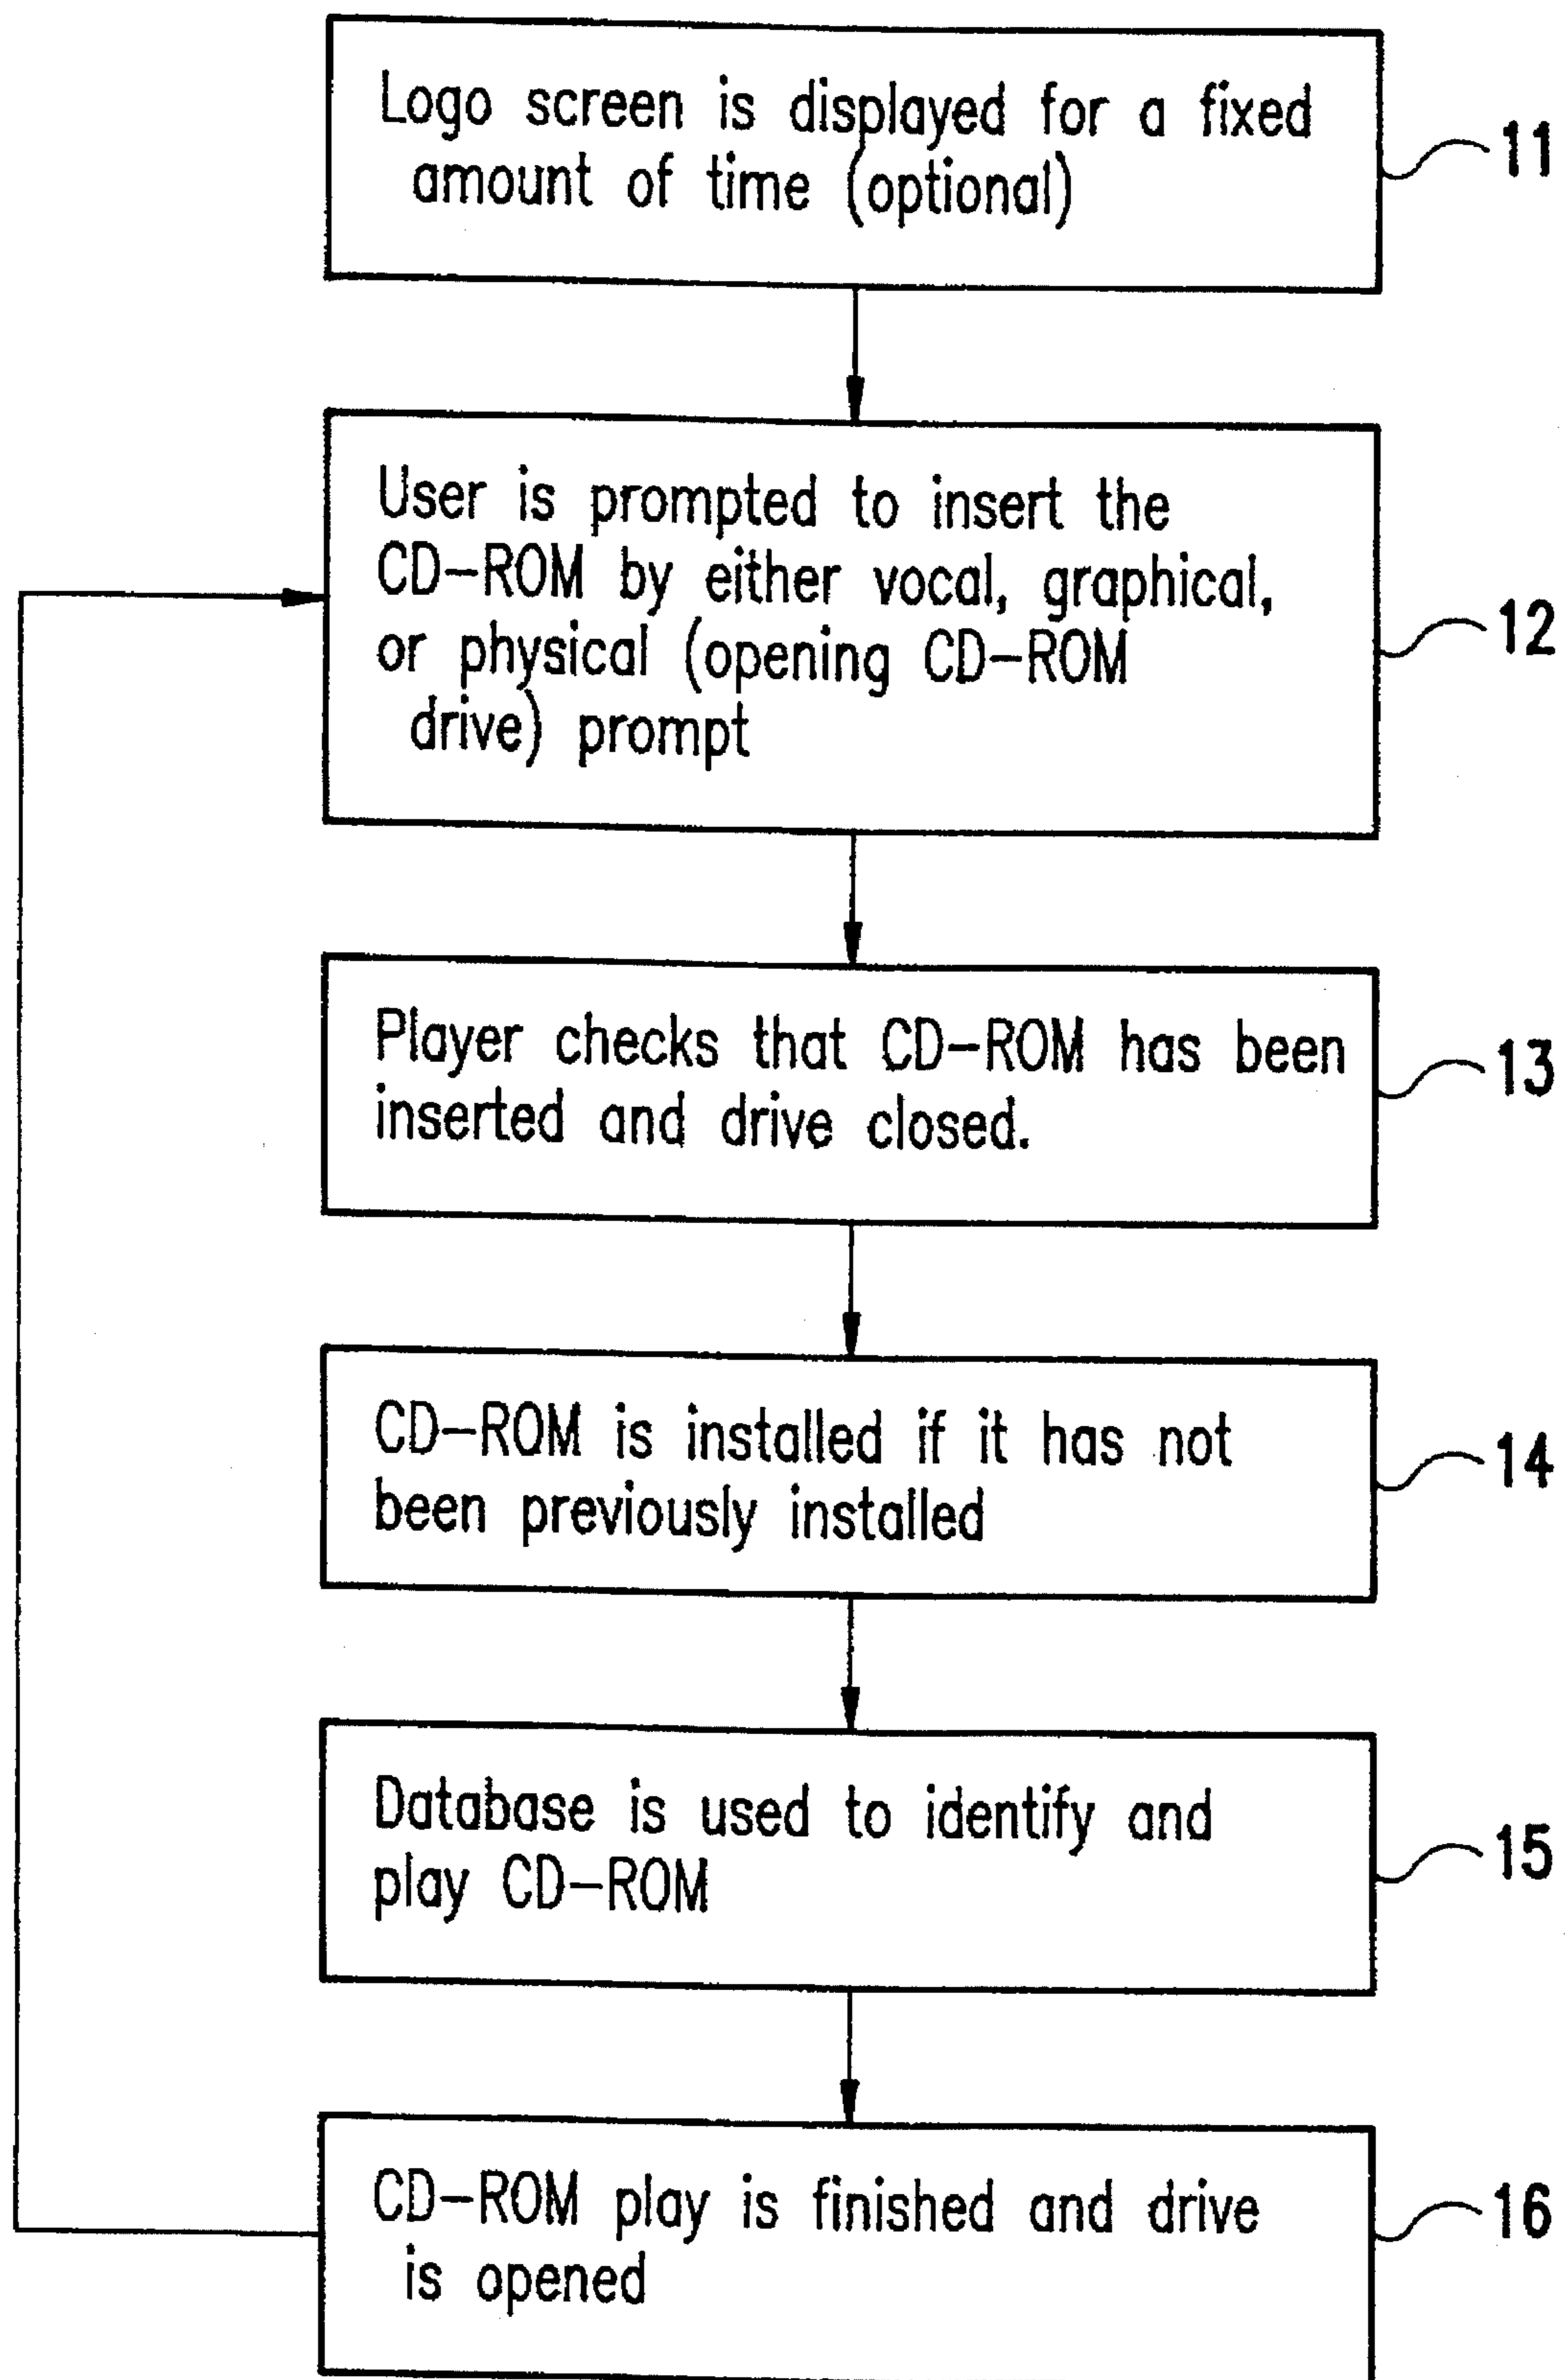 Logo screen is displayed for a fixed
amount of time (optional)
11
User is prompted to insert the
CD-ROM by either vocal, graphical,
or physical (opening CD-ROM
drive) prompt
12
Player checks that CD-ROM has been
inserted and drive closed.
13
CD-ROM is installed if it has not
been previously installed
14
Database is used to identify and
play CD-ROM
15
CD-ROM play is finished and drive
is opened
16